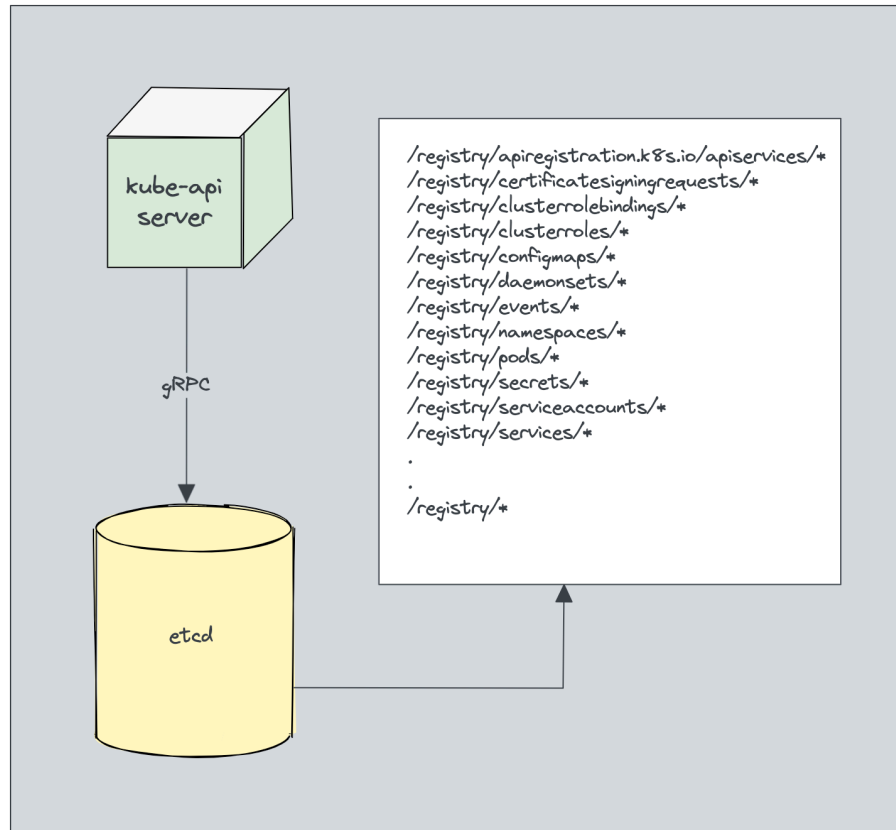 kube-api
server
gRPC
etcd
/registry/apiregistration.k8s.io/apiservices/*
/registry/certificatesigningrequests/*
/registry/clusterrolebindings/*
/registry/clusterroles/*
/registry/configmaps/*
/registry/daemonsets/*
/registry/events/*
/registry/namespaces/*
/registry/pods/*
/registry/secrets/*
/registry/serviceaccounts/*
/registry/services/*
.
.
/registry/*